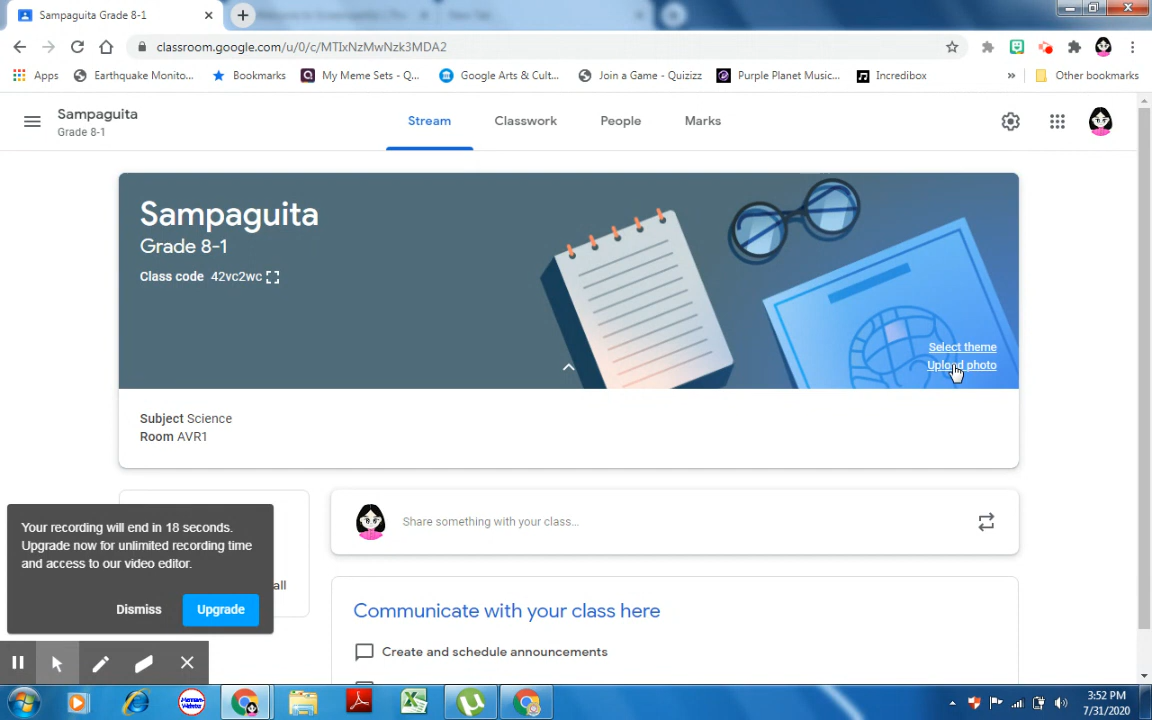 Sampaguita Grade 8-1
classroom.google.com/u/0/c/MTIxNzMwNzk3MDA2
Apps
Earthquake Monito...
Bookmarks
My Meme Sets - Q...
Google Arts & Cult...
Join a Game - Quizizz
Purple Planet Music...
Incredibox
»
Other bookmarks
Sampaguita
Grade 8-1
Stream
Classwork
People
Marks
Sampaguita
Grade 8-1
Class code 42vc2wc
Select theme
Upload photo
Subject Science
Room AVR1
Your recording will end in 18 seconds.
Upgrade now for unlimited recording time
and access to our video editor.
Dismiss
Upgrade
all
Share something with your class...
Communicate with your class here
Create and schedule announcements
3:52 PM
7/31/2020